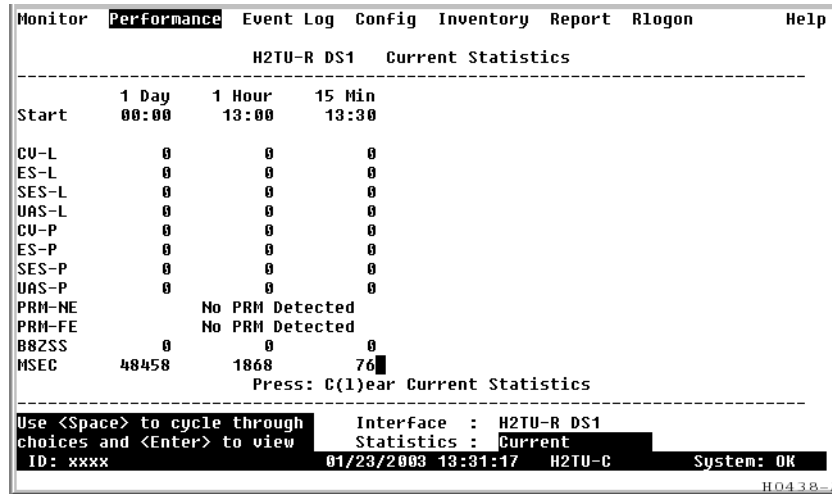 Monitor Performance Event Log Config Inventory Report Rlogon Help
H2TU-R DS1 Current Statistics
1 Day 1 Hour 15 Min
Start 00:00 13:00 13:30
CV-L 0 0 0
ES-L 0 0 0
SES-L 0 0 0
UAS-L 0 0 0
CV-P 0 0 0
ES-P 0 0 0
SES-P 0 0 0
UAS-P 0 0 0
PRM-NE No PRM Detected
PRM-FE No PRM Detected
B8ZSS 0 0 0
MSEC 48458 1868 76
Press: C(l)ear Current Statistics
Use <Space> to cycle through Interface : H2TU-R DS1
choices and <Enter> to view Statistics : Current
ID: xxxx 01/23/2003 13:31:17 H2TU-C System: OK